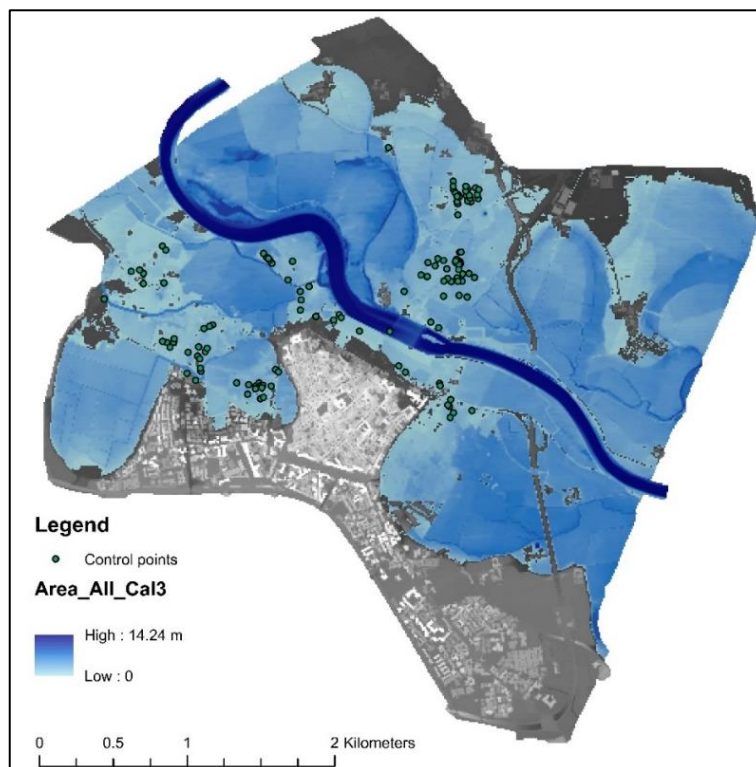 Legend
Control points
Area_All_Cal3
High : 14.24 m
Low : 0
0 0.5 1 2 Kilometers